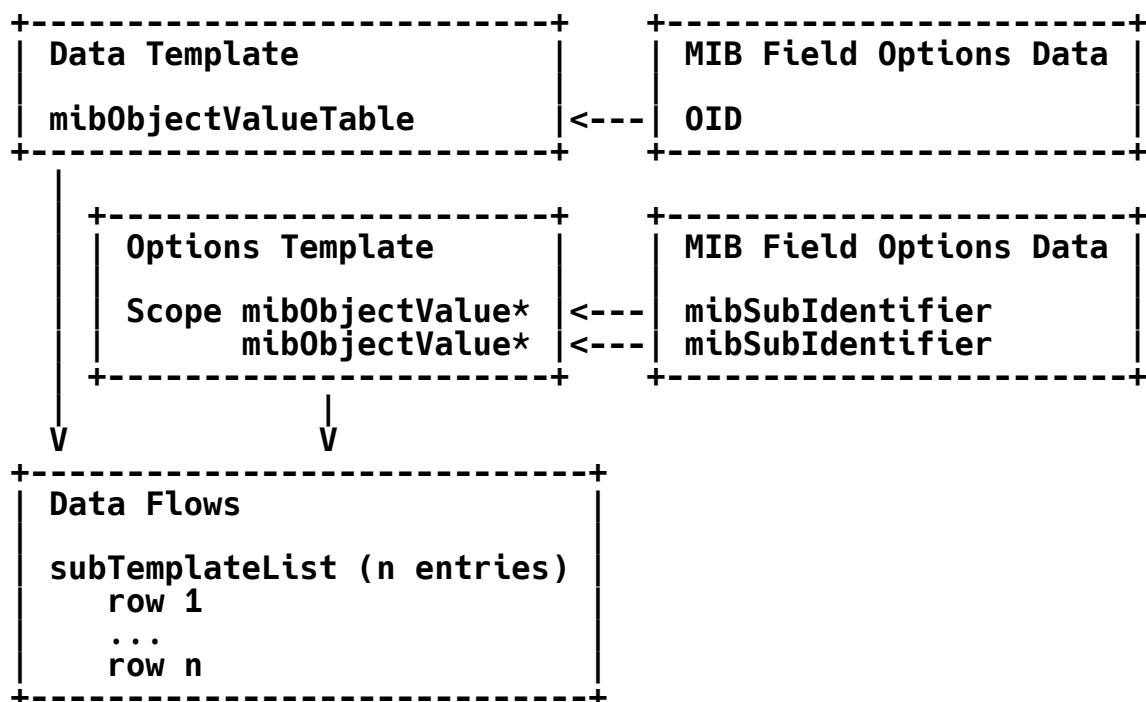 +---------------------------+    +------------------------+
| Data Template             |    | MIB Field Options Data |
|                           |    |                        |
| mibObjectValueTable       |<---| OID                    |
+---------------------------+    +------------------------+
  |
  | +-----------------------+    +------------------------+
  | | Options Template      |    | MIB Field Options Data |
  | |                       |    |                        |
  | | Scope mibObjectValue* |<---| mibSubIdentifier       |
  | |       mibObjectValue* |<---| mibSubIdentifier       |
  | +-----------------------+    +------------------------+
  |             |
  V             V
+-----------------------------+
| Data Flows                  |
|                             |
| subTemplateList (n entries) |
|    row 1                    |
|    ...                      |
|    row n                    |
+-----------------------------+